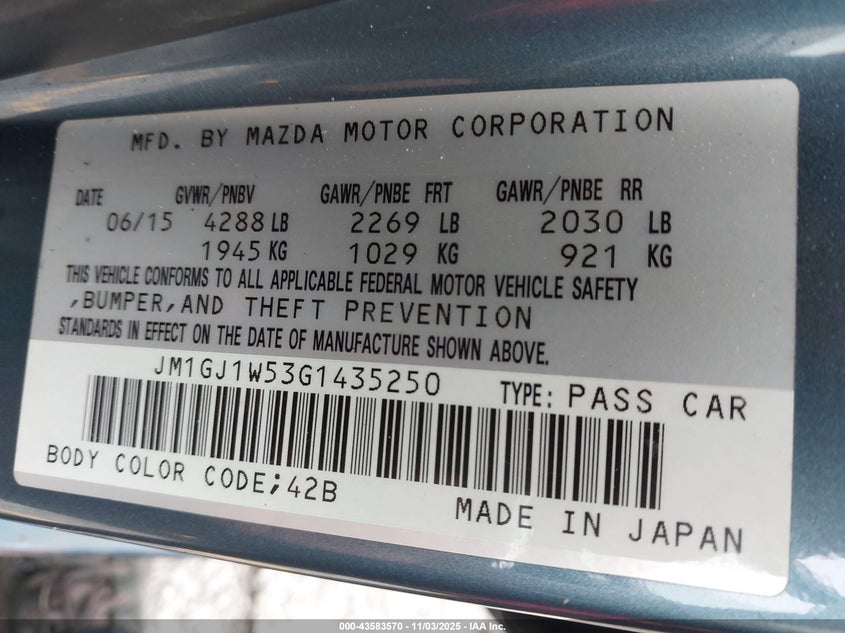 MFD. BY MAZDA MOTOR CORPORATION
DATE GVWR/PNBV GAWR/PNBE FRT GAWR/PNBE RR
06/15 4288 LB 2269 LB 2030 LB
1945 KG 1029 KG 921 KG
THIS VEHICLE CONFORMS TO ALL APPLICABLE FEDERAL MOTOR VEHICLE SAFETY
,BUMPER,AND THEFT PREVENTION
STANDARDS IN EFFECT ON THE DATE OF MANUFACTURE SHOWN ABOVE.
JM1GJ1W53G1435250 TYPE: PASS CAR
BODY COLOR CODE;42B
MADE IN JAPAN
000-43583570 - 11/03/2025 - IAA Inc.